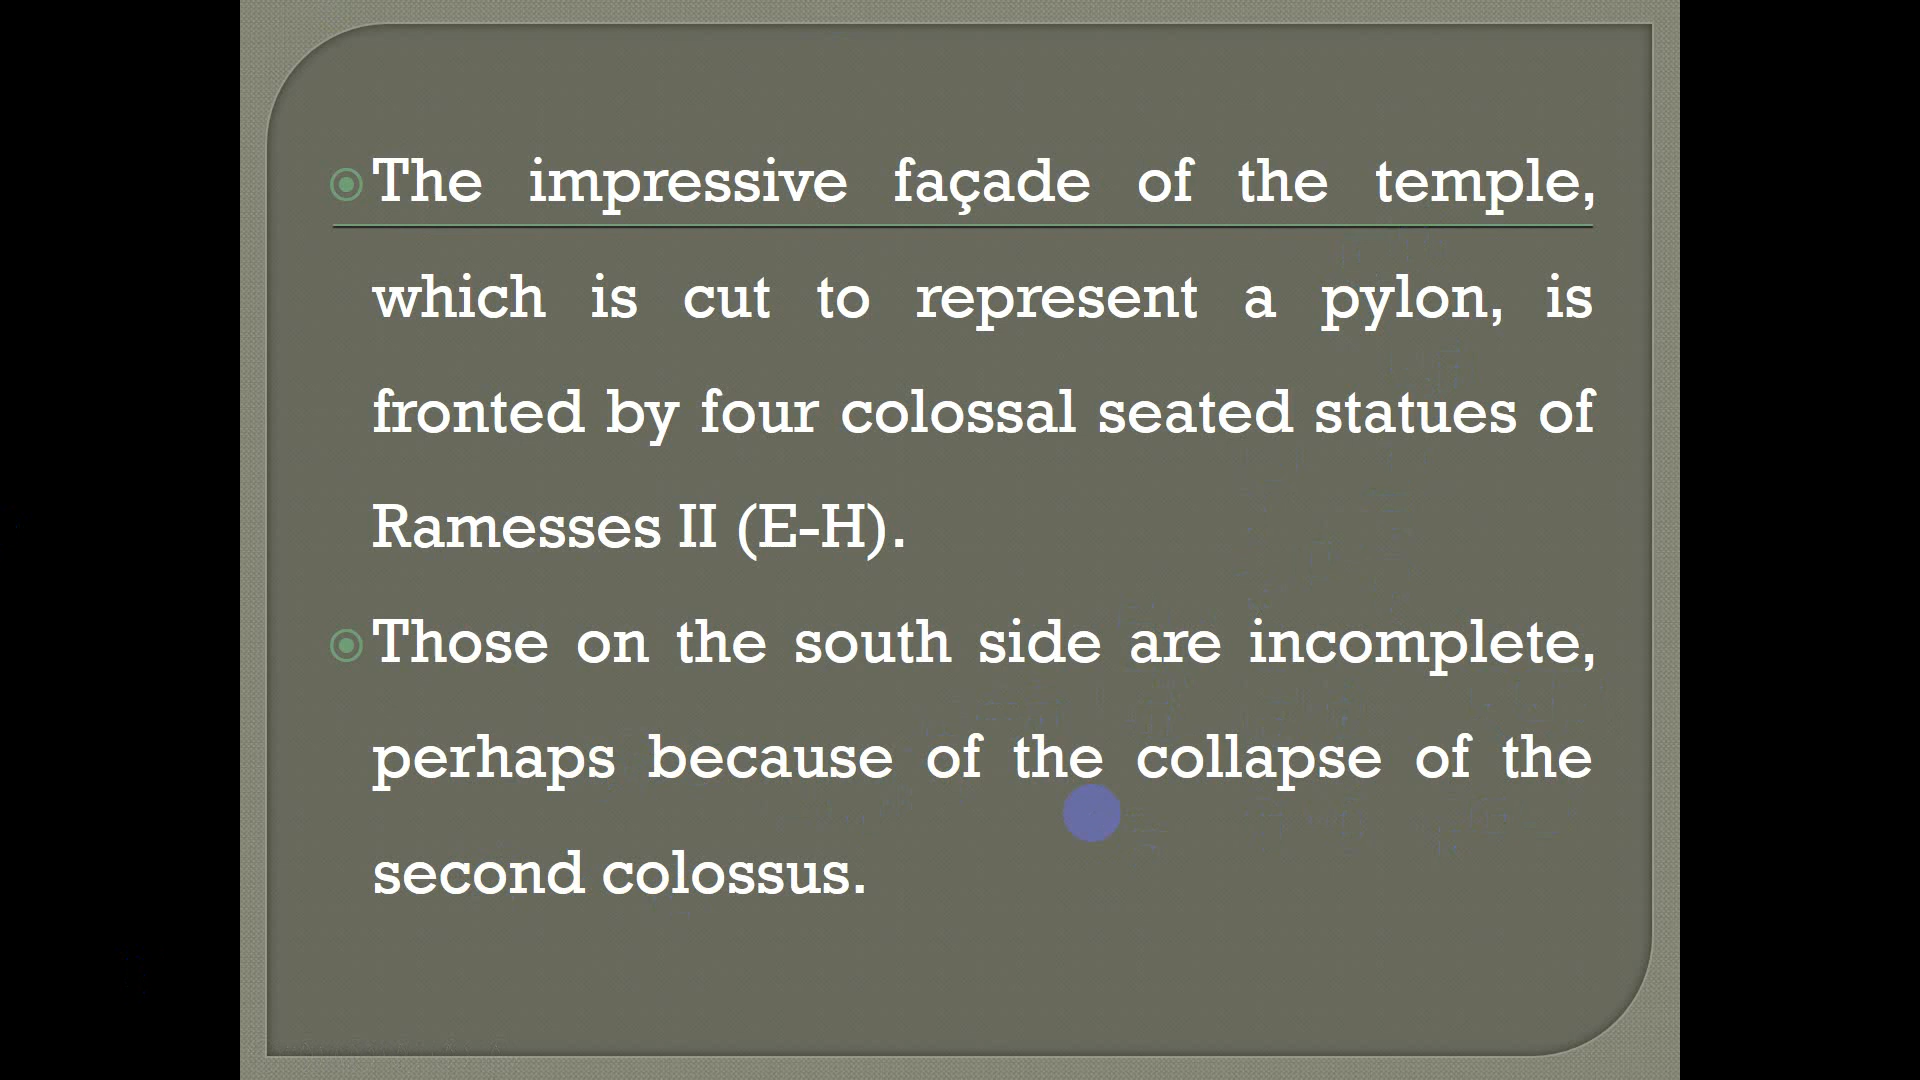 The impressive façade of the temple,
which is cut to represent a pylon, is
fronted by four colossal seated statues of
Ramesses II (E-H).
Those on the south side are incomplete,
perhaps because of the collapse of the
second colossus.